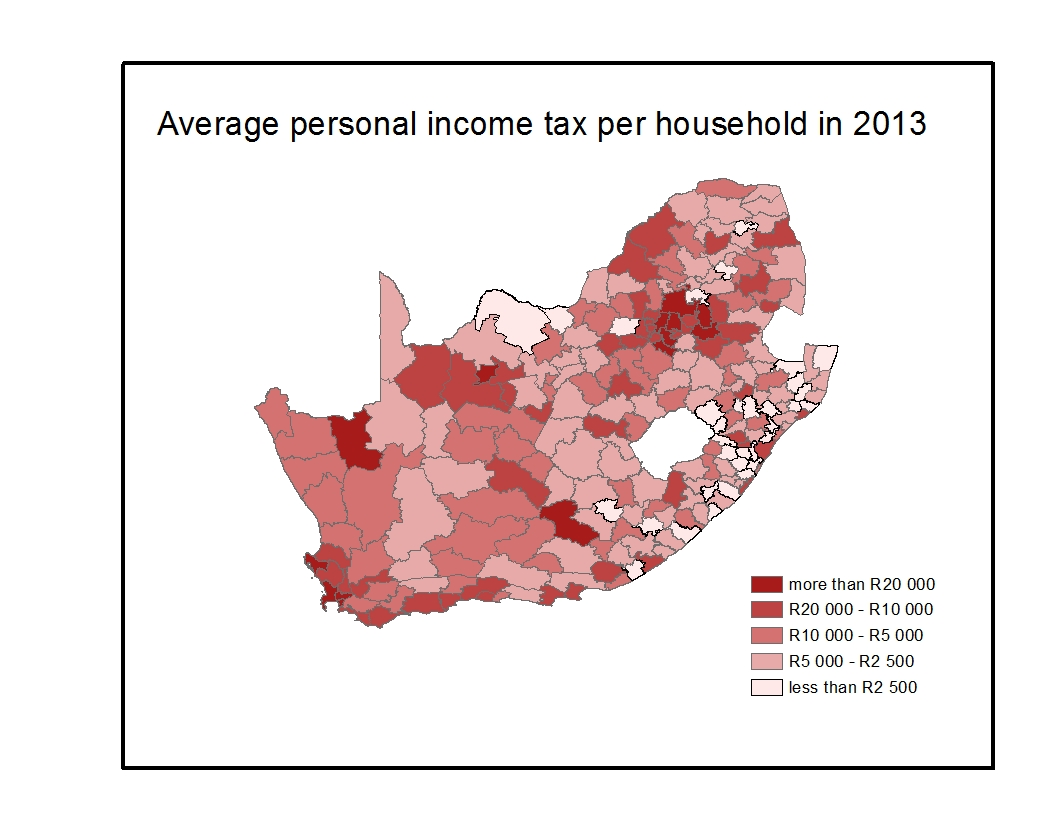 Average personal income tax per household in 2013
more than R20 000
R20 000 - R10 000
R10 000 - R5 000
R5 000 - R2 500
less than R2 500